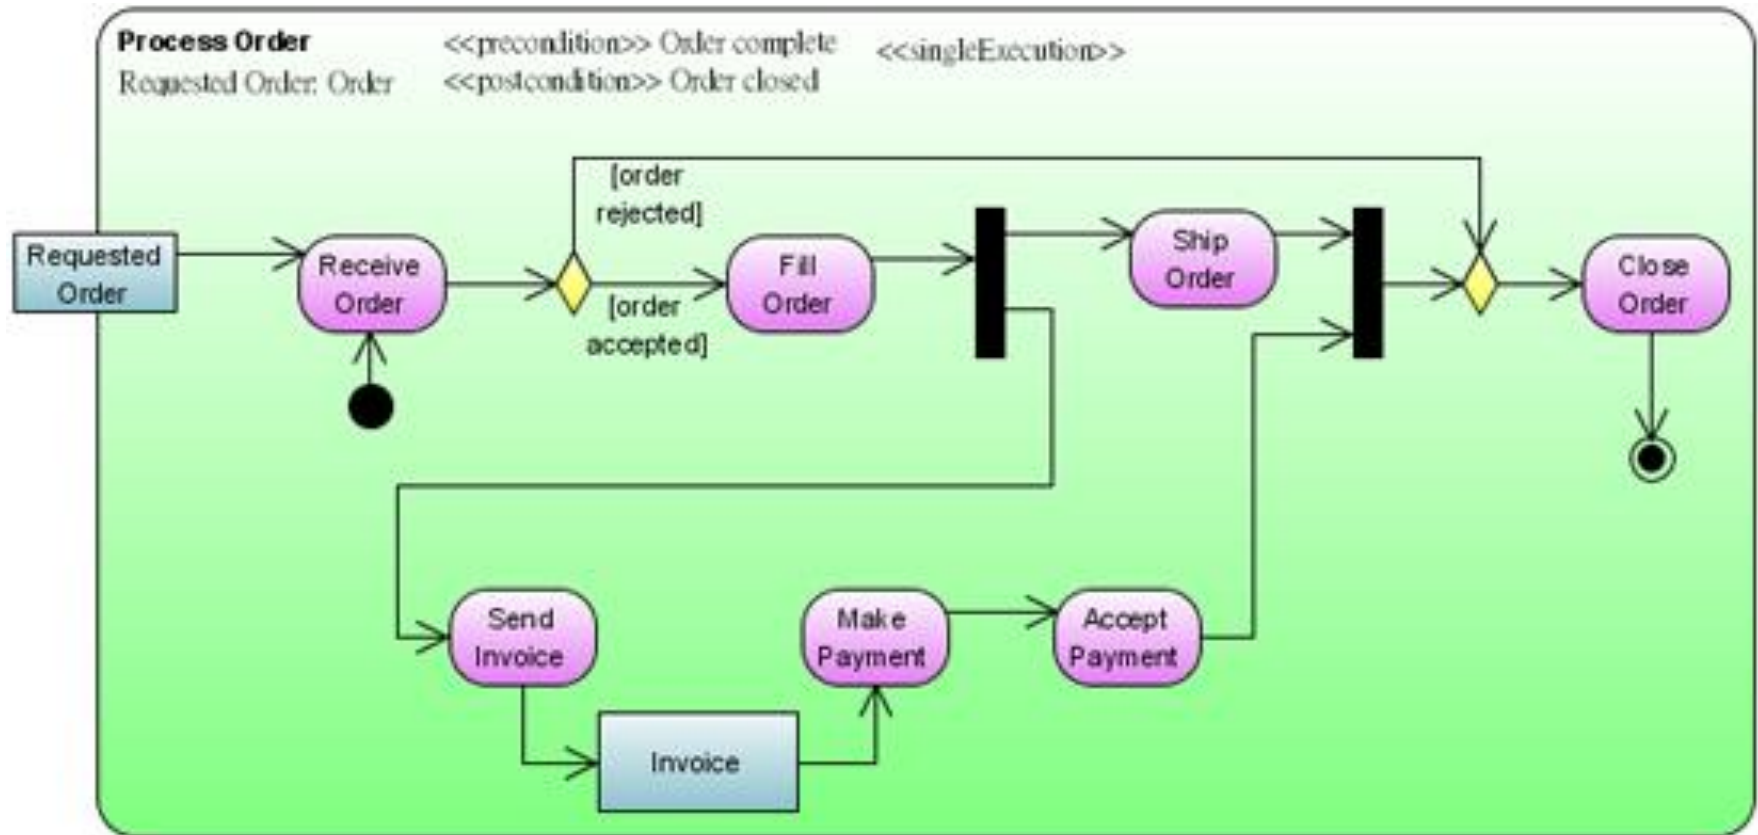 Process Order
<<precondition>> Order complete
<<singleExecution>>
Requested Order: Order
<<postcondition>> Order closed
[order
rejected]
Requested
Order
Receive
Order
[order
accepted]
Fill
Order
Ship
Order
Close
Order
Send
Invoice
Make
Payment
Accept
Payment
Invoice